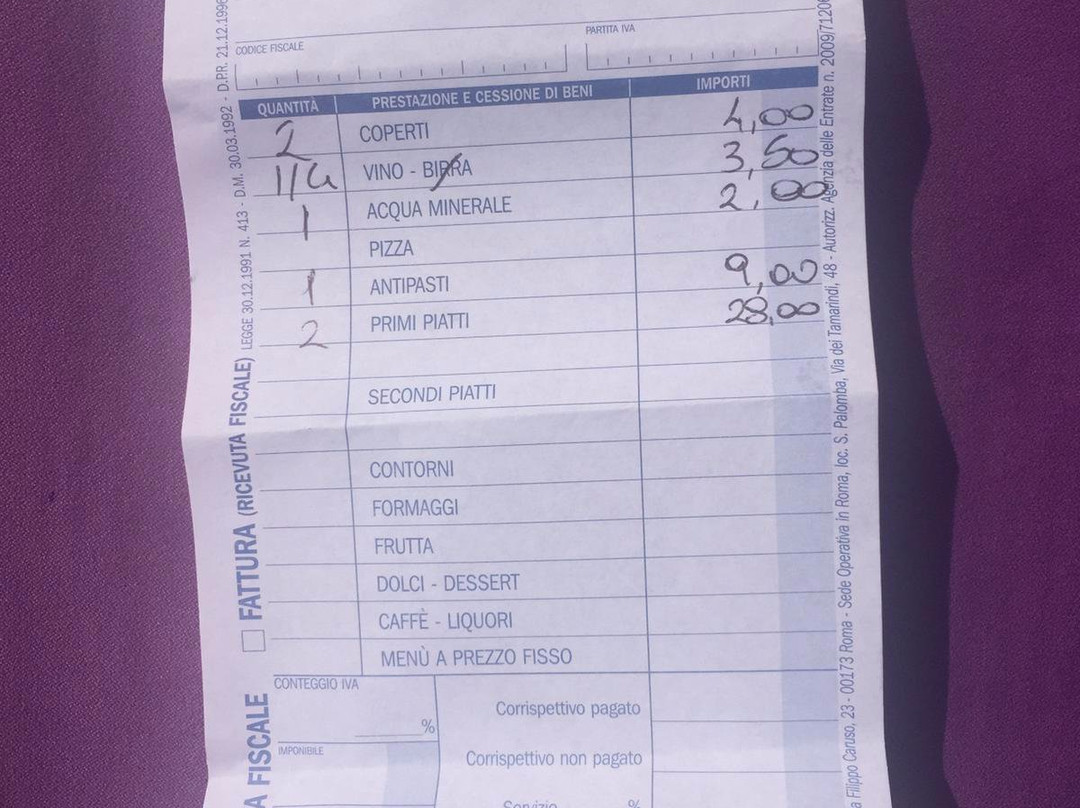 CODICE FISCALE
PARTITA IVA
QUANTITÀ PRESTAZIONE E CESSIONE DI BENI IMPORTI
2 COPERTI 4,00
1/4 VINO - BIRRA 3,50
1 ACQUA MINERALE 2,00
PIZZA
1 ANTIPASTI 9,00
2 PRIMI PIATTI 28,00
SECONDI PIATTI
CONTORNI
FORMAGGI
FRUTTA
DOLCI - DESSERT
CAFFÈ - LIQUORI
MENÙ A PREZZO FISSO
CONTEGGIO IVA
%
IMPONIBILE
Corrispettivo pagato
Corrispettivo non pagato
Servizio %
A FISCALE
FATTURA (RICEVUTA FISCALE) LEGGE 30.12.1991 N. 413 - D.M. 30.03.1992 - D.P.R. 21.12.1996
a Filippo Caruso, 23 - 00173 Roma - Sede Operativa in Roma, loc. S. Palomba, Via dei Tamarindi, 48 - Autorizz. Agenzia delle Entrate n. 2009/7120